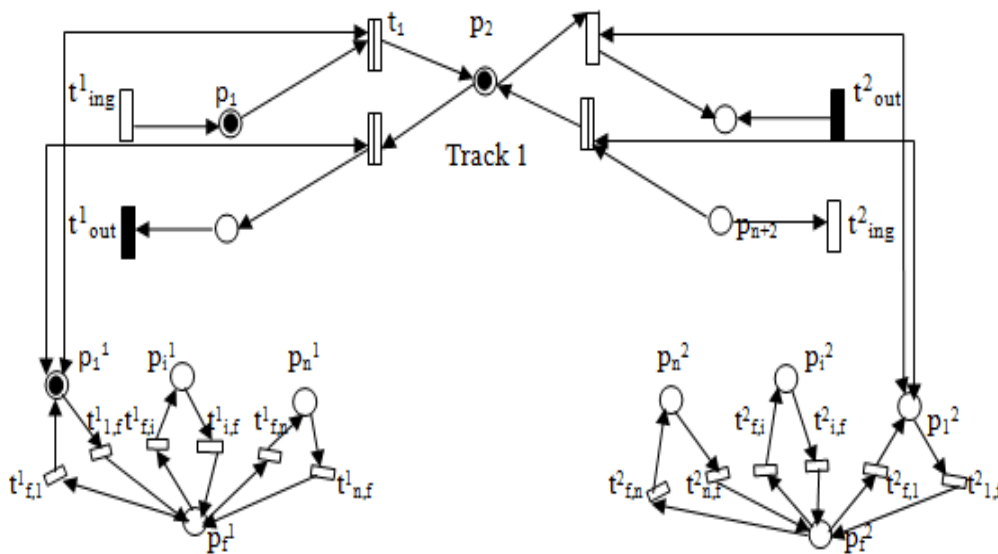 t₁
p₂
t¹ing
p₁
t²out
Track 1
t¹out
pn+2
t²ing
p₁¹
pi¹
pn¹
pn²
pi²
t¹1,f
t¹f,i
t¹i,f
t¹f,n
t²f,i
t²i,f
p₁²
t¹f,1
t¹n,f
t²f,n
t²n,f
t²f,1
t²1,f
pf¹
pf²